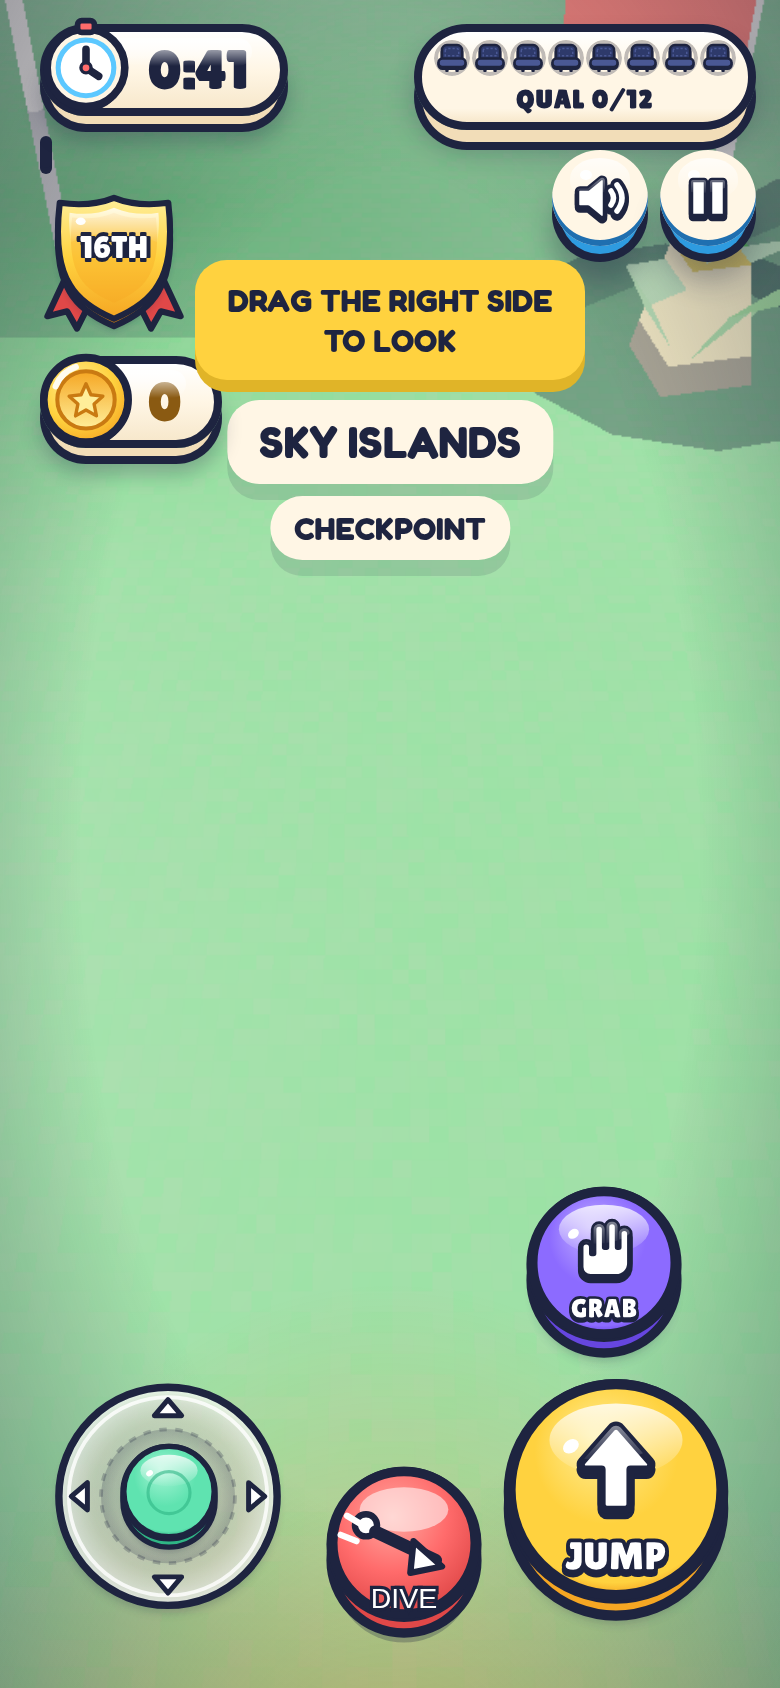 0:41
QUAL 0/12
16TH
DRAG THE RIGHT SIDE
TO LOOK
0
SKY ISLANDS
CHECKPOINT
GRAB
JUMP
DIVE